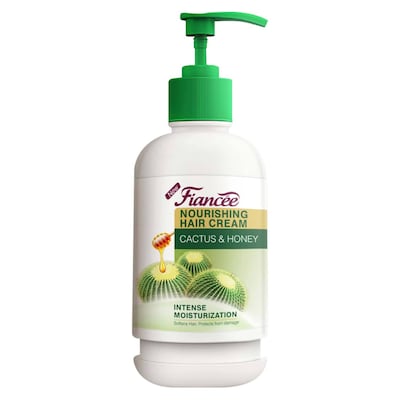 New
Fiancée
NOURISHING
HAIR CREAM
CACTUS & HONEY
INTENSE
MOISTURIZATION
Softens Hair, Protects from damage